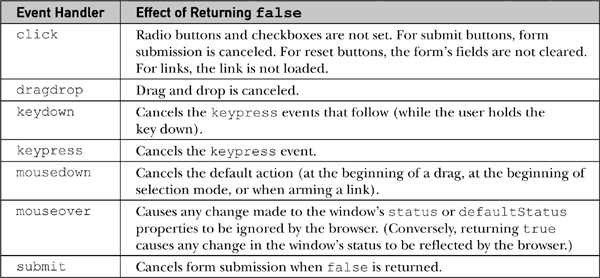 Event Handler Effect of Returning false
click Radio buttons and checkboxes are not set. For submit buttons, form
submission is canceled. For reset buttons, the form's fields are not cleared.
For links, the link is not loaded.
dragdrop Drag and drop is canceled.
keydown Cancels the keypress events that follow (while the user holds the
key down).
keypress Cancels the keypress event.
mousedown Cancels the default action (at the beginning of a drag, at the beginning of
selection mode, or when arming a link).
mouseover Causes any change made to the window's status or defaultStatus
properties to be ignored by the browser. (Conversely, returning true
causes any change in the window's status to be reflected by the browser.)
submit Cancels form submission when false is returned.